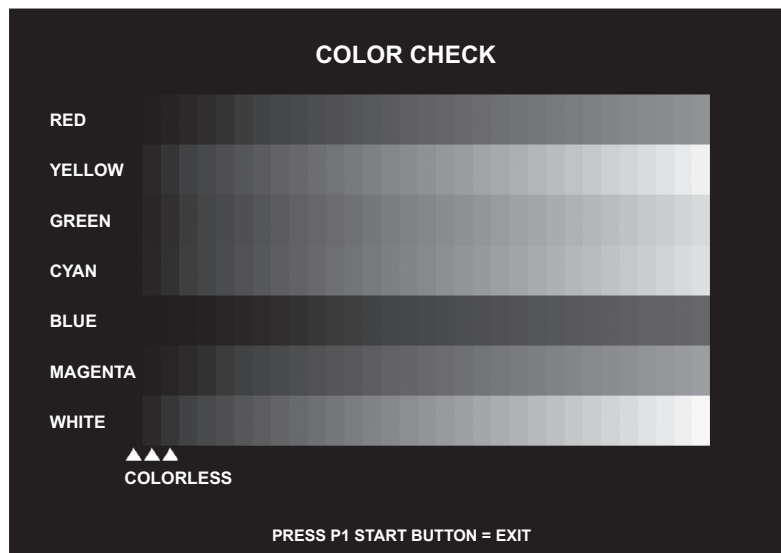 COLOR CHECK
RED
YELLOW
GREEN
CYAN
BLUE
MAGENTA
WHITE
COLORLESS
PRESS P1 START BUTTON = EXIT